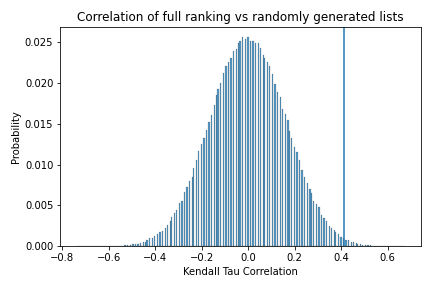 Correlation of full ranking vs randomly generated lists
0.025
0.020
0.015
0.010
0.005
0.000
Probability
−0.8 −0.6 −0.4 −0.2 0.0 0.2 0.4 0.6
Kendall Tau Correlation